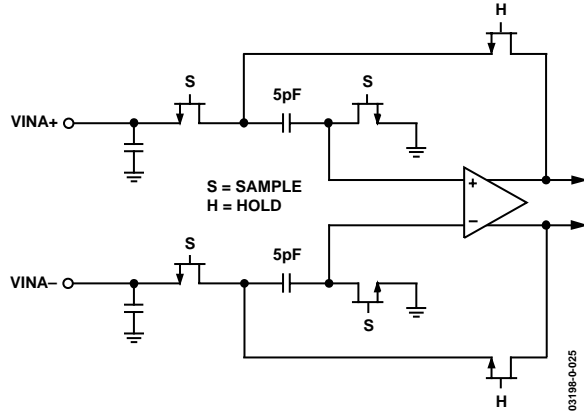 H
S
S
5pF
VINA+
S = SAMPLE
H = HOLD
+
−
S
5pF
VINA−
S
H
03198-0-025